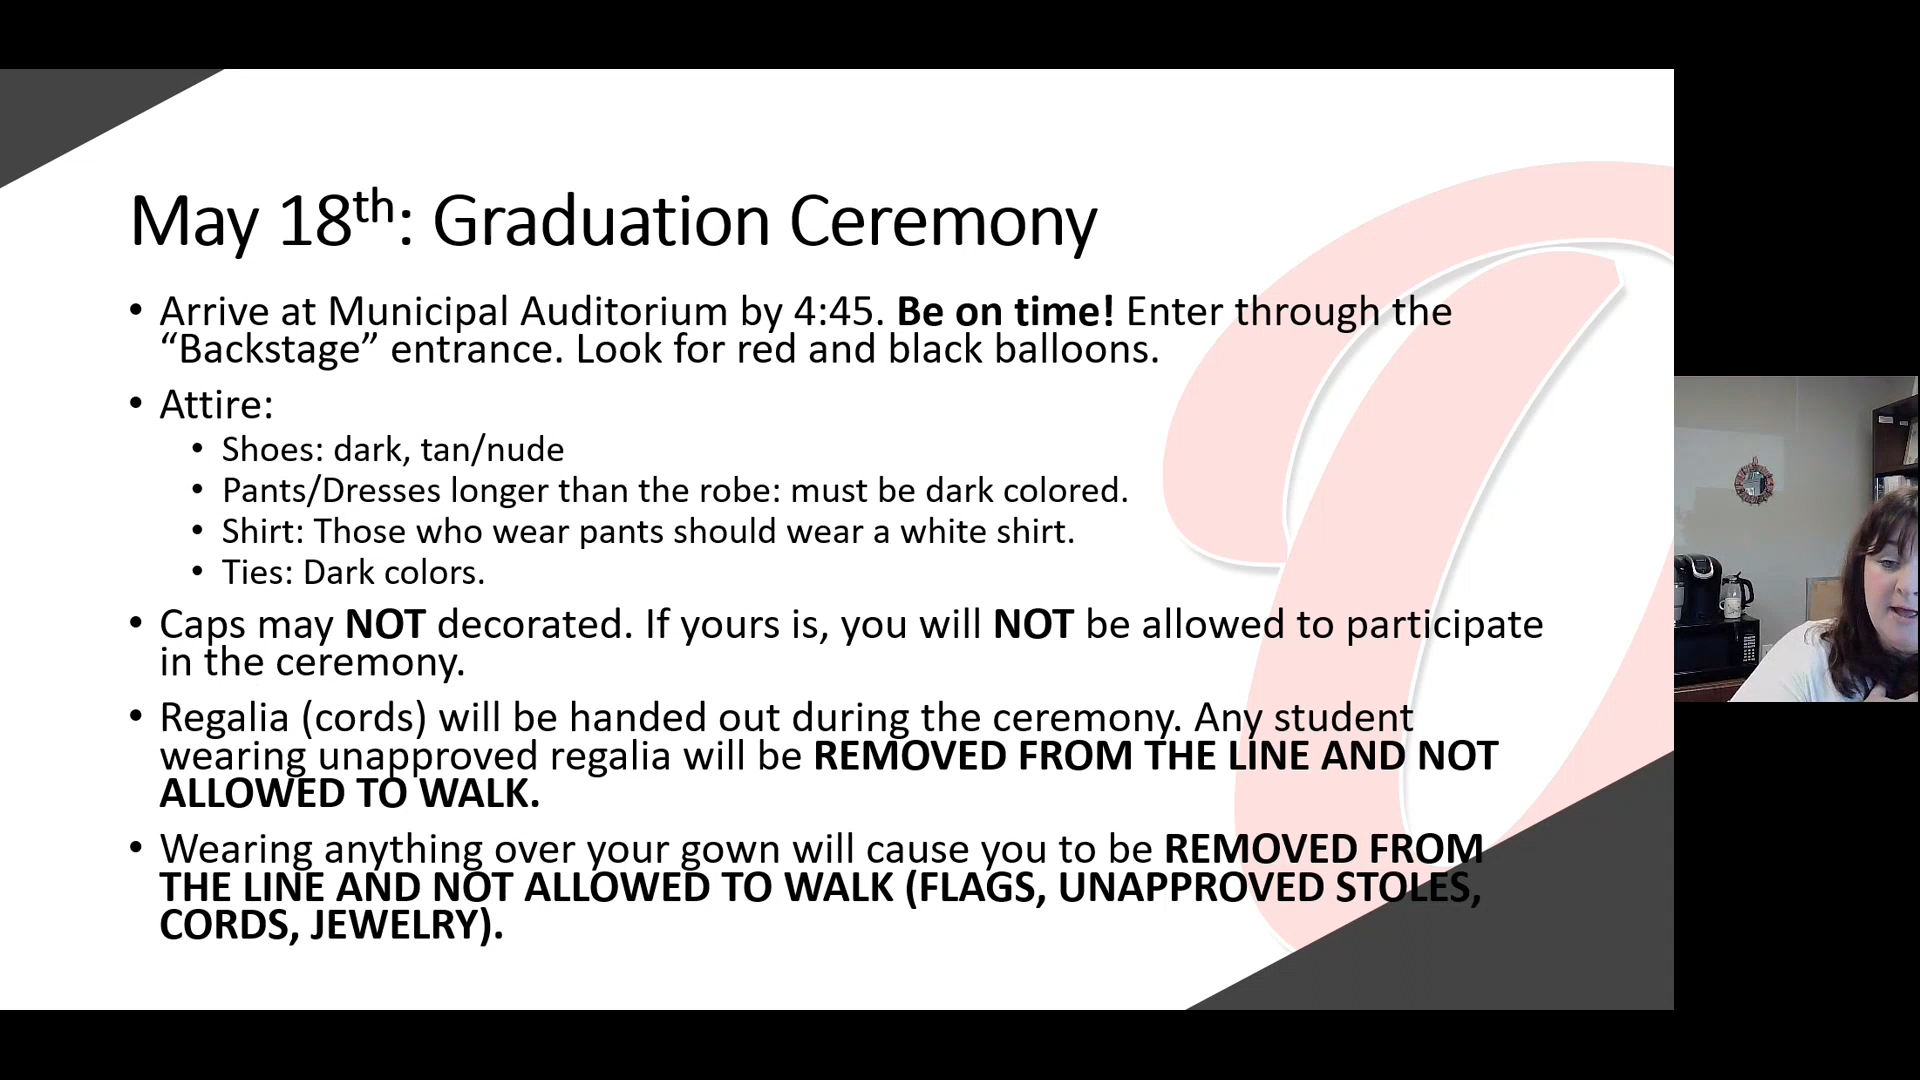 May 18th: Graduation Ceremony
• Arrive at Municipal Auditorium by 4:45. Be on time! Enter through the
“Backstage” entrance. Look for red and black balloons.
• Attire:
• Shoes: dark, tan/nude
• Pants/Dresses longer than the robe: must be dark colored.
• Shirt: Those who wear pants should wear a white shirt.
• Ties: Dark colors.
• Caps may NOT decorated. If yours is, you will NOT be allowed to participate
in the ceremony.
• Regalia (cords) will be handed out during the ceremony. Any student
wearing unapproved regalia will be REMOVED FROM THE LINE AND NOT
ALLOWED TO WALK.
• Wearing anything over your gown will cause you to be REMOVED FROM
THE LINE AND NOT ALLOWED TO WALK (FLAGS, UNAPPROVED STOLES,
CORDS, JEWELRY).